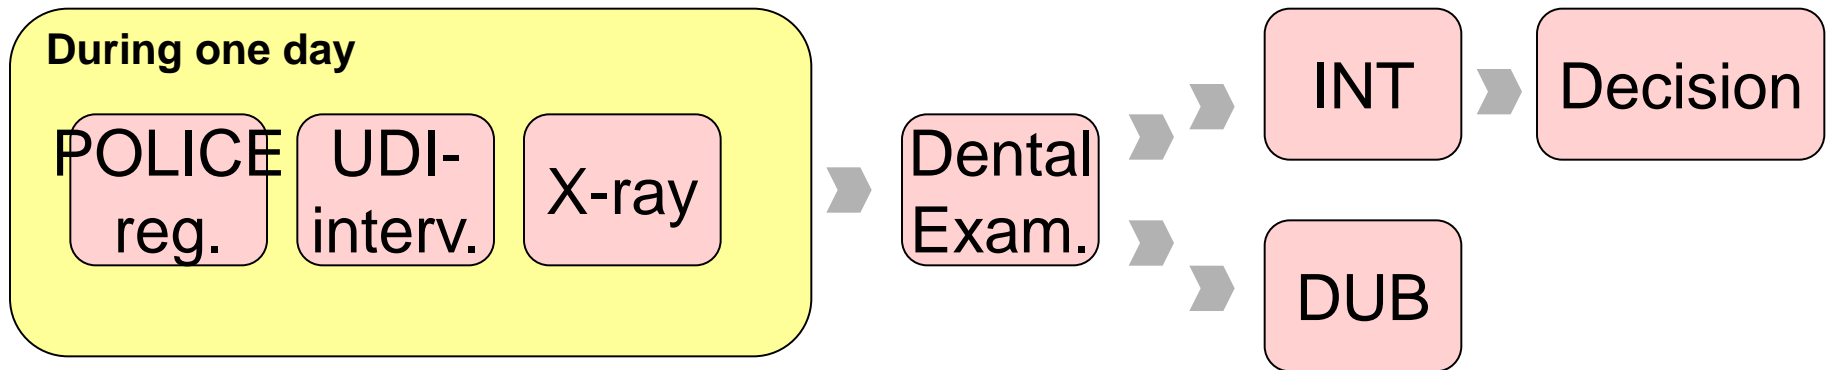 During one day
POLICE
reg.
UDI-
interv.
X-ray
Dental
Exam.
INT
Decision
DUB